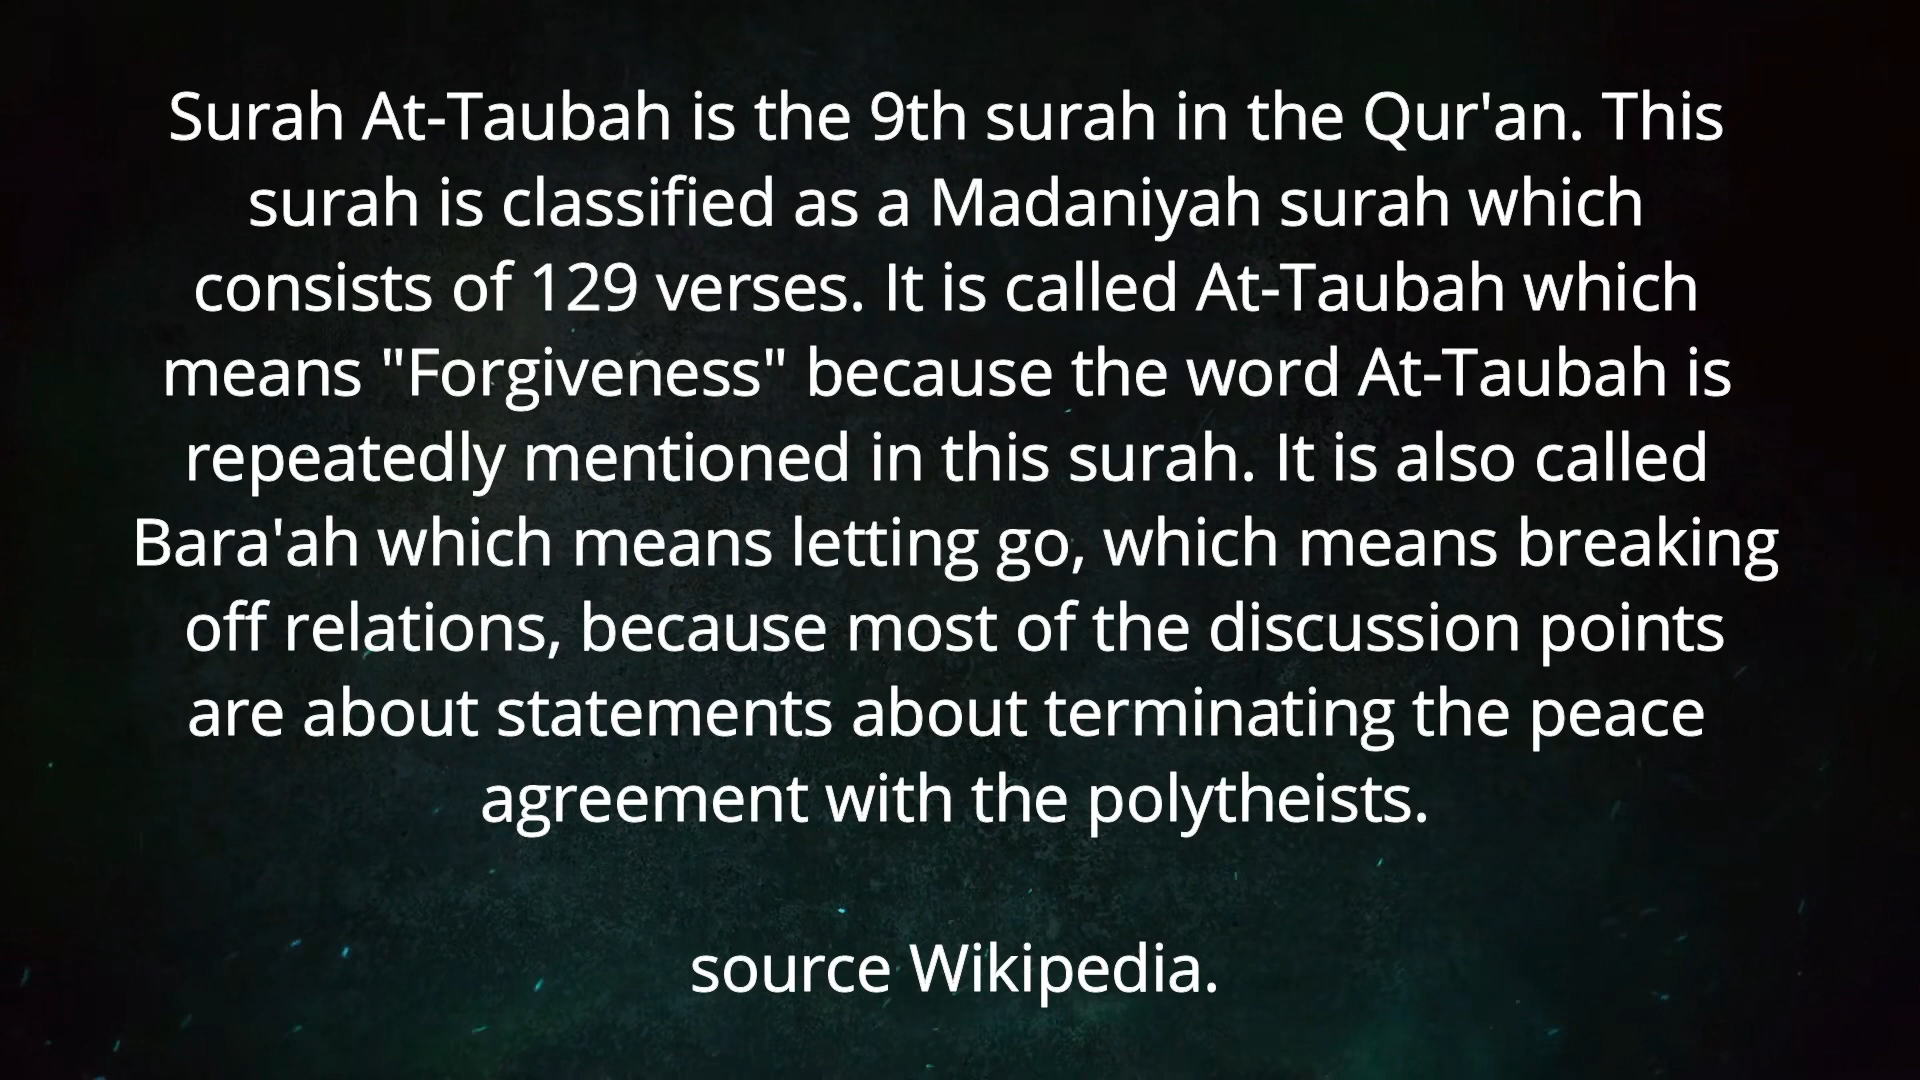 Surah At-Taubah is the 9th surah in the Qur'an. This
surah is classified as a Madaniyah surah which
consists of 129 verses. It is called At-Taubah which
means "Forgiveness" because the word At-Taubah is
repeatedly mentioned in this surah. It is also called
Bara'ah which means letting go, which means breaking
off relations, because most of the discussion points
are about statements about terminating the peace
agreement with the polytheists.
source Wikipedia.